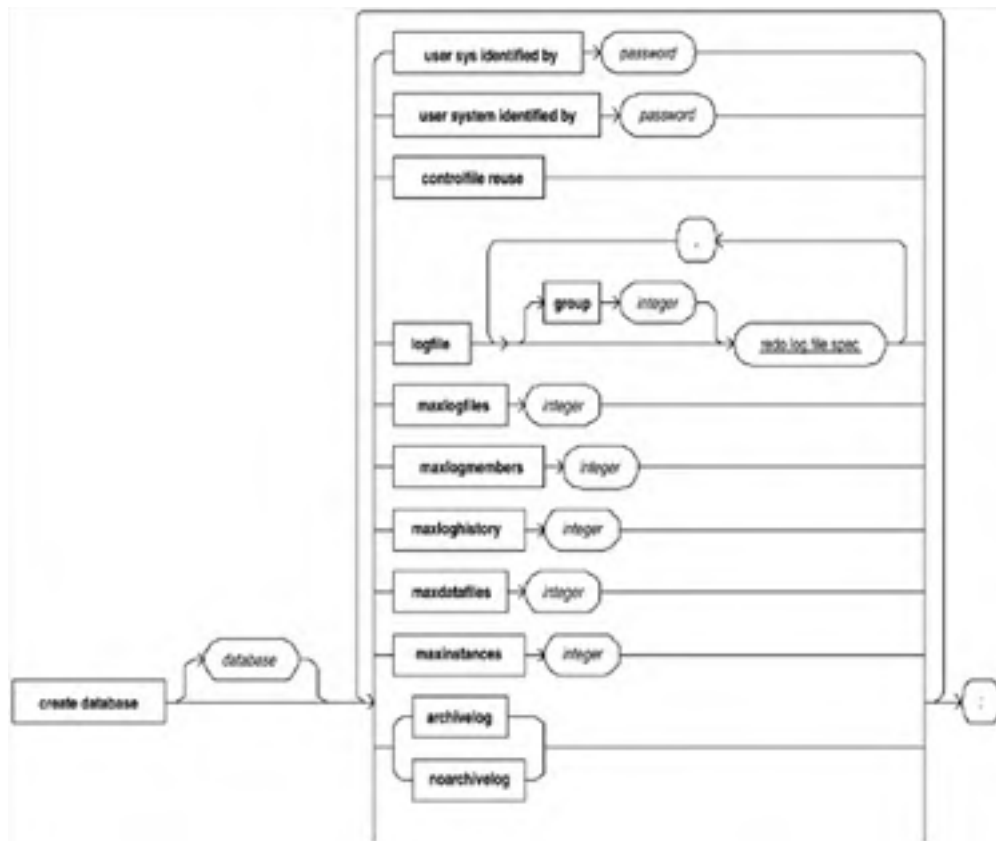 user sys identified by password
user system identified by password
controlfile reuse
,
group integer
logfile redo log file spec
maxlogfiles integer
maxlogmembers integer
maxloghistory integer
maxdatafiles integer
maxinstances integer
database
create database
;
archivelog
noarchivelog